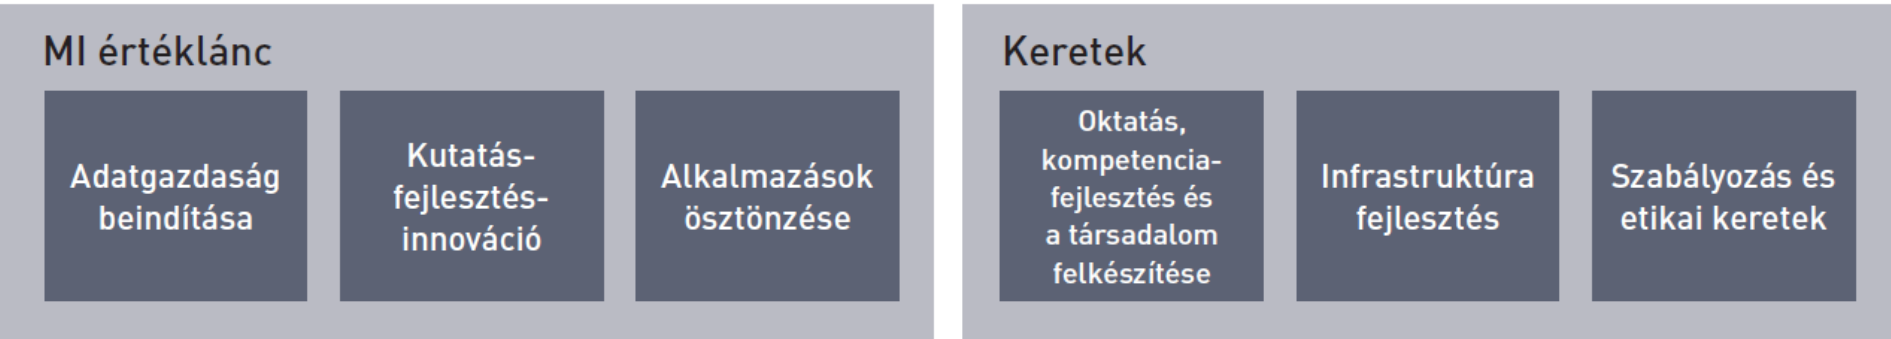 MI értéklánc
Adatgazdaság
beindítása
Kutatás-
fejlesztés-
innováció
Alkalmazások
ösztönzése
Keretek
Oktatás,
kompetencia-
fejlesztés és
a társadalom
felkészítése
Infrastruktúra
fejlesztés
Szabályozás és
etikai keretek